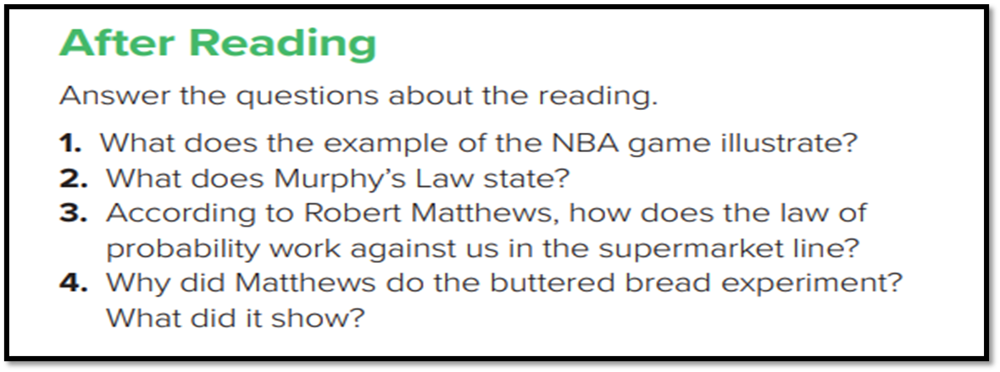 After Reading
Answer the questions about the reading.
1. What does the example of the NBA game illustrate?
2. What does Murphy’s Law state?
3. According to Robert Matthews, how does the law of
probability work against us in the supermarket line?
4. Why did Matthews do the buttered bread experiment?
What did it show?